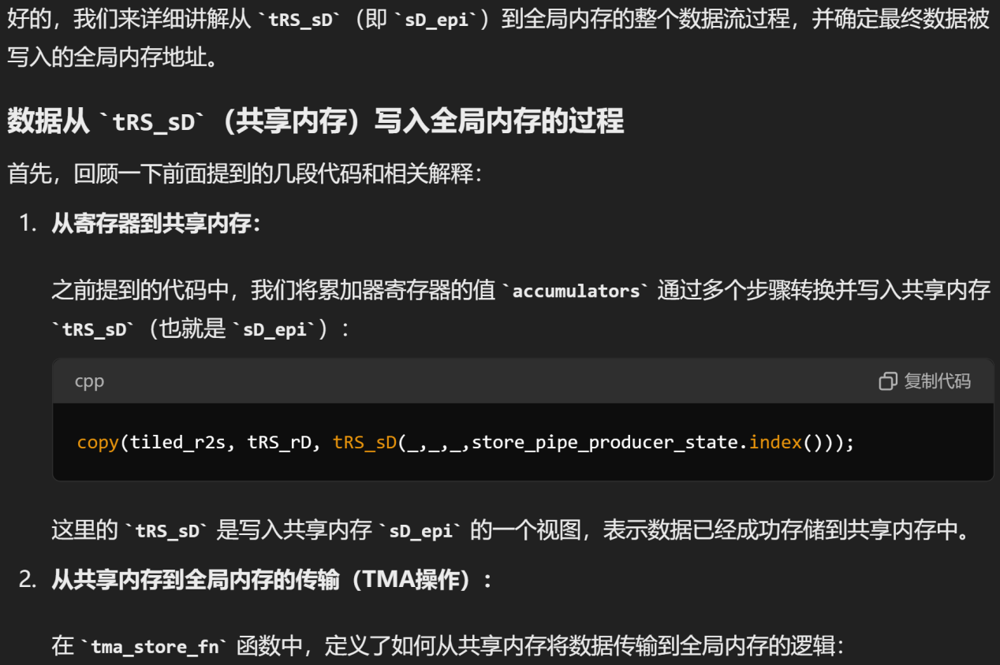 好的，我们来详细讲解从 `tRS_sD`（即 `sD_epi`）到全局内存的整个数据流过程，并确定最终数据被
写入的全局内存地址。
数据从 `tRS_sD`（共享内存）写入全局内存的过程
首先，回顾一下前面提到的几段代码和相关解释：
1. 从寄存器到共享内存：
之前提到的代码中，我们将累加器寄存器的值 `accumulators` 通过多个步骤转换并写入共享内存
`tRS_sD`（也就是 `sD_epi`）：
cpp 复制代码
copy(tiled_r2s, tRS_rD, tRS_sD(_,_,_,store_pipe_producer_state.index()));
这里的 `tRS_sD` 是写入共享内存 `sD_epi` 的一个视图，表示数据已经成功存储到共享内存中。
2. 从共享内存到全局内存的传输（TMA操作）：
在 `tma_store_fn` 函数中，定义了如何从共享内存将数据传输到全局内存的逻辑：